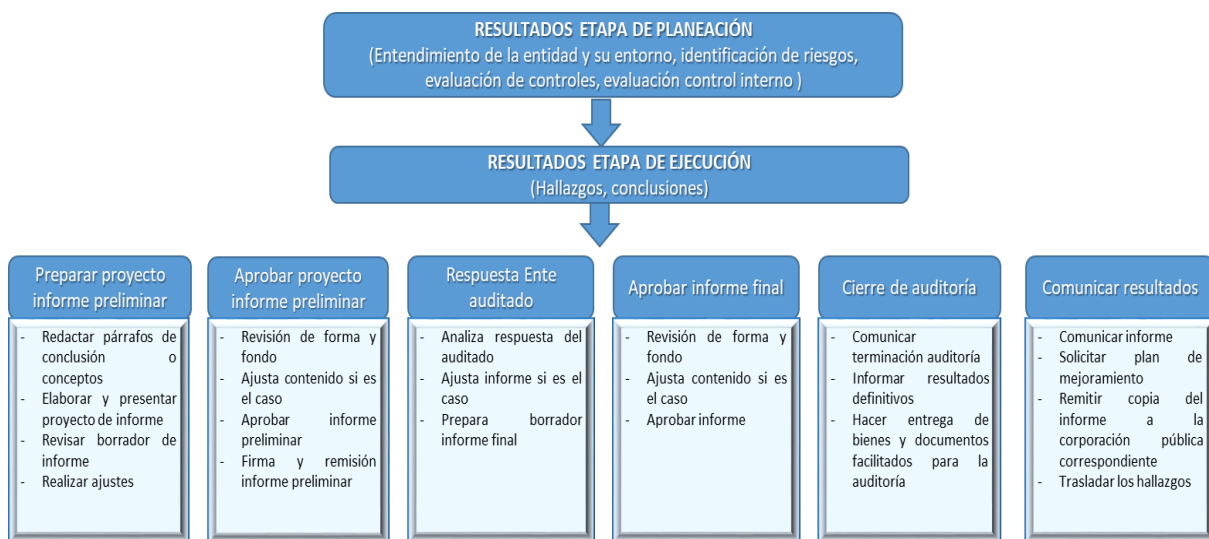 RESULTADOS ETAPA DE PLANEACIÓN
(Entendimiento de la entidad y su entorno, identificación de riesgos,
evaluación de controles, evaluación control interno )
RESULTADOS ETAPA DE EJECUCIÓN
(Hallazgos, conclusiones)
Preparar proyecto
informe preliminar
- Redactar párrafos de
conclusión o
conceptos
- Elaborar y presentar
proyecto de informe
- Revisar borrador de
informe
- Realizar ajustes
Aprobar proyecto
informe preliminar
- Revisión de forma y
fondo
- Ajusta contenido si es
el caso
- Aprobar informe
preliminar
- Firma y remisión
informe preliminar
Respuesta Ente
auditado
- Analiza respuesta del
auditado
- Ajusta informe si es el
caso
- Prepara borrador
informe final
Aprobar informe final
- Revisión de forma y
fondo
- Ajusta contenido si es
el caso
- Aprobar informe
Cierre de auditoría
- Comunicar
terminación auditoría
- Informar resultados
definitivos
- Hacer entrega de
bienes y documentos
facilitados para la
auditoría
Comunicar resultados
- Comunicar informe
- Solicitar plan de
mejoramiento
- Remitir copia del
informe a la
corporación pública
correspondiente
- Trasladar los hallazgos